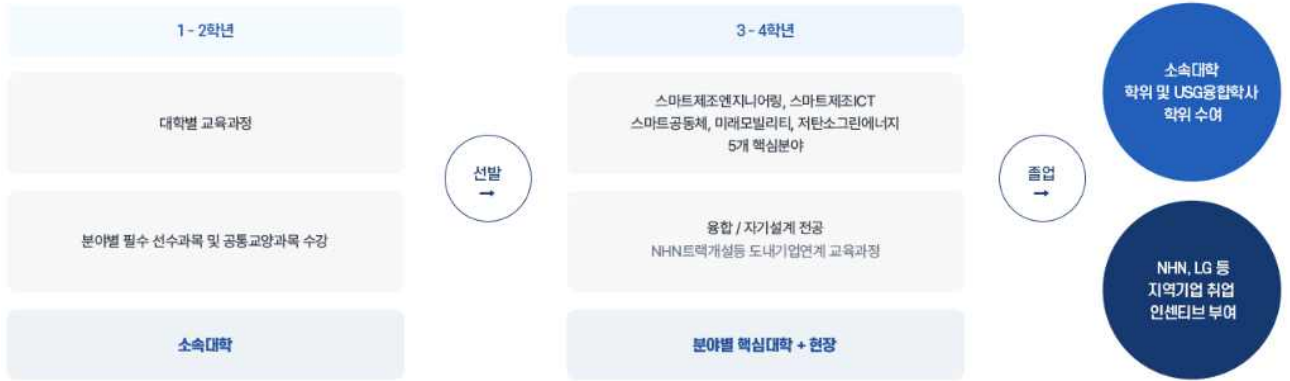 1 - 2학년
대학별 교육과정
분야별 필수 선수과목 및 공통교양과목 수강
소속대학
선발
→
3 - 4학년
스마트제조엔지니어링, 스마트제조ICT
스마트공동체, 미래모빌리티, 저탄소그린에너지
5개 핵심분야
융합 / 자기설계 전공
NHN트랙개설등 도내기업연계 교육과정
분야별 핵심대학 + 현장
졸업
→
소속대학
학위 및 USG융합학사
학위 수여
NHN, LG 등
지역기업 취업
인센티브 부여